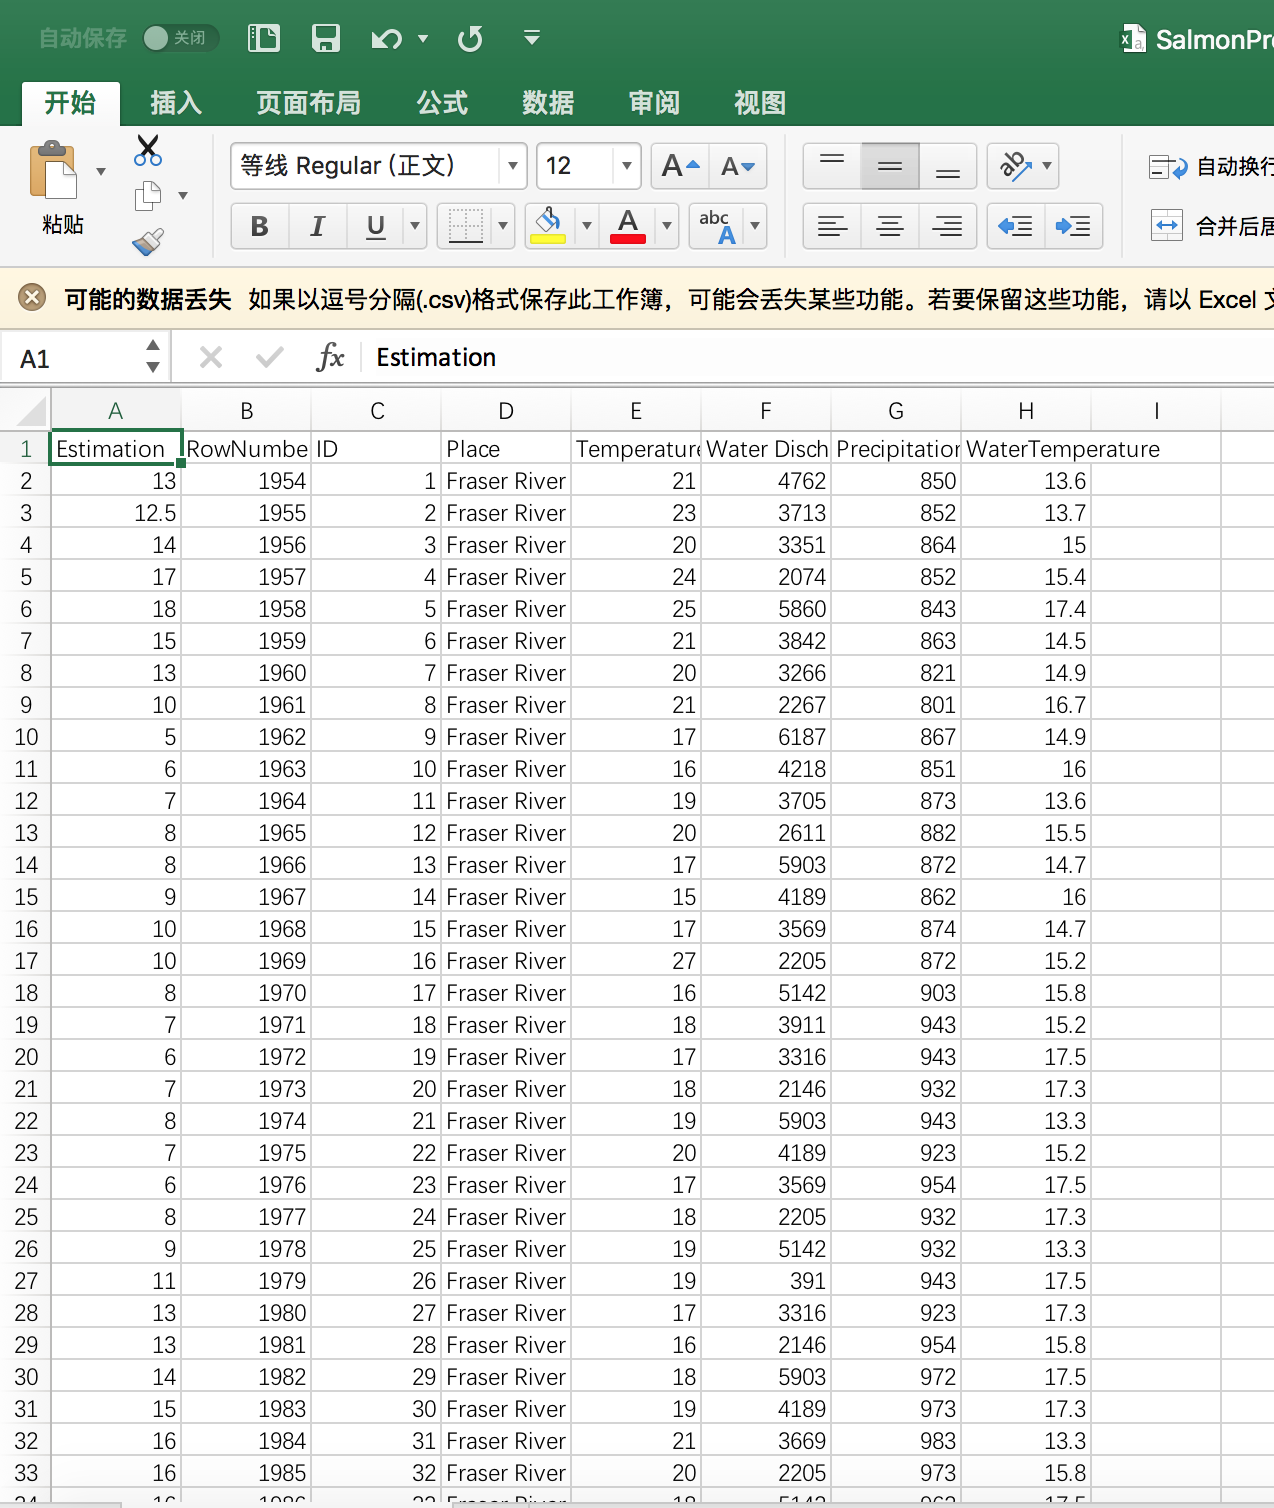 自动保存 关闭 SalmonPr
开始 插入 页面布局 公式 数据 审阅 视图
粘贴 等线 Regular (正文) 12 A A ab 自动换行
B I U A abc A 合并后居
可能的数据丢失 如果以逗号分隔(.csv)格式保存此工作簿，可能会丢失某些功能。若要保留这些功能，请以 Excel 文
A1 fx Estimation
A B C D E F G H I
1 Estimation RowNumbe ID Place Temperature Water Disch Precipitation WaterTemperature
2 13 1954 1 Fraser River 21 4762 850 13.6
3 12.5 1955 2 Fraser River 23 3713 852 13.7
4 14 1956 3 Fraser River 20 3351 864 15
5 17 1957 4 Fraser River 24 2074 852 15.4
6 18 1958 5 Fraser River 25 5860 843 17.4
7 15 1959 6 Fraser River 21 3842 863 14.5
8 13 1960 7 Fraser River 20 3266 821 14.9
9 10 1961 8 Fraser River 21 2267 801 16.7
10 5 1962 9 Fraser River 17 6187 867 14.9
11 6 1963 10 Fraser River 16 4218 851 16
12 7 1964 11 Fraser River 19 3705 873 13.6
13 8 1965 12 Fraser River 20 2611 882 15.5
14 8 1966 13 Fraser River 17 5903 872 14.7
15 9 1967 14 Fraser River 15 4189 862 16
16 10 1968 15 Fraser River 17 3569 874 14.7
17 10 1969 16 Fraser River 27 2205 872 15.2
18 8 1970 17 Fraser River 16 5142 903 15.8
19 7 1971 18 Fraser River 18 3911 943 15.2
20 6 1972 19 Fraser River 17 3316 943 17.5
21 7 1973 20 Fraser River 18 2146 932 17.3
22 8 1974 21 Fraser River 19 5903 943 13.3
23 7 1975 22 Fraser River 20 4189 923 15.2
24 6 1976 23 Fraser River 17 3569 954 17.5
25 8 1977 24 Fraser River 18 2205 932 17.3
26 9 1978 25 Fraser River 19 5142 932 13.3
27 11 1979 26 Fraser River 19 391 943 17.5
28 13 1980 27 Fraser River 17 3316 923 17.3
29 13 1981 28 Fraser River 16 2146 954 15.8
30 14 1982 29 Fraser River 18 5903 972 17.5
31 15 1983 30 Fraser River 19 4189 973 17.3
32 16 1984 31 Fraser River 21 3669 983 13.3
33 16 1985 32 Fraser River 20 2205 973 15.8